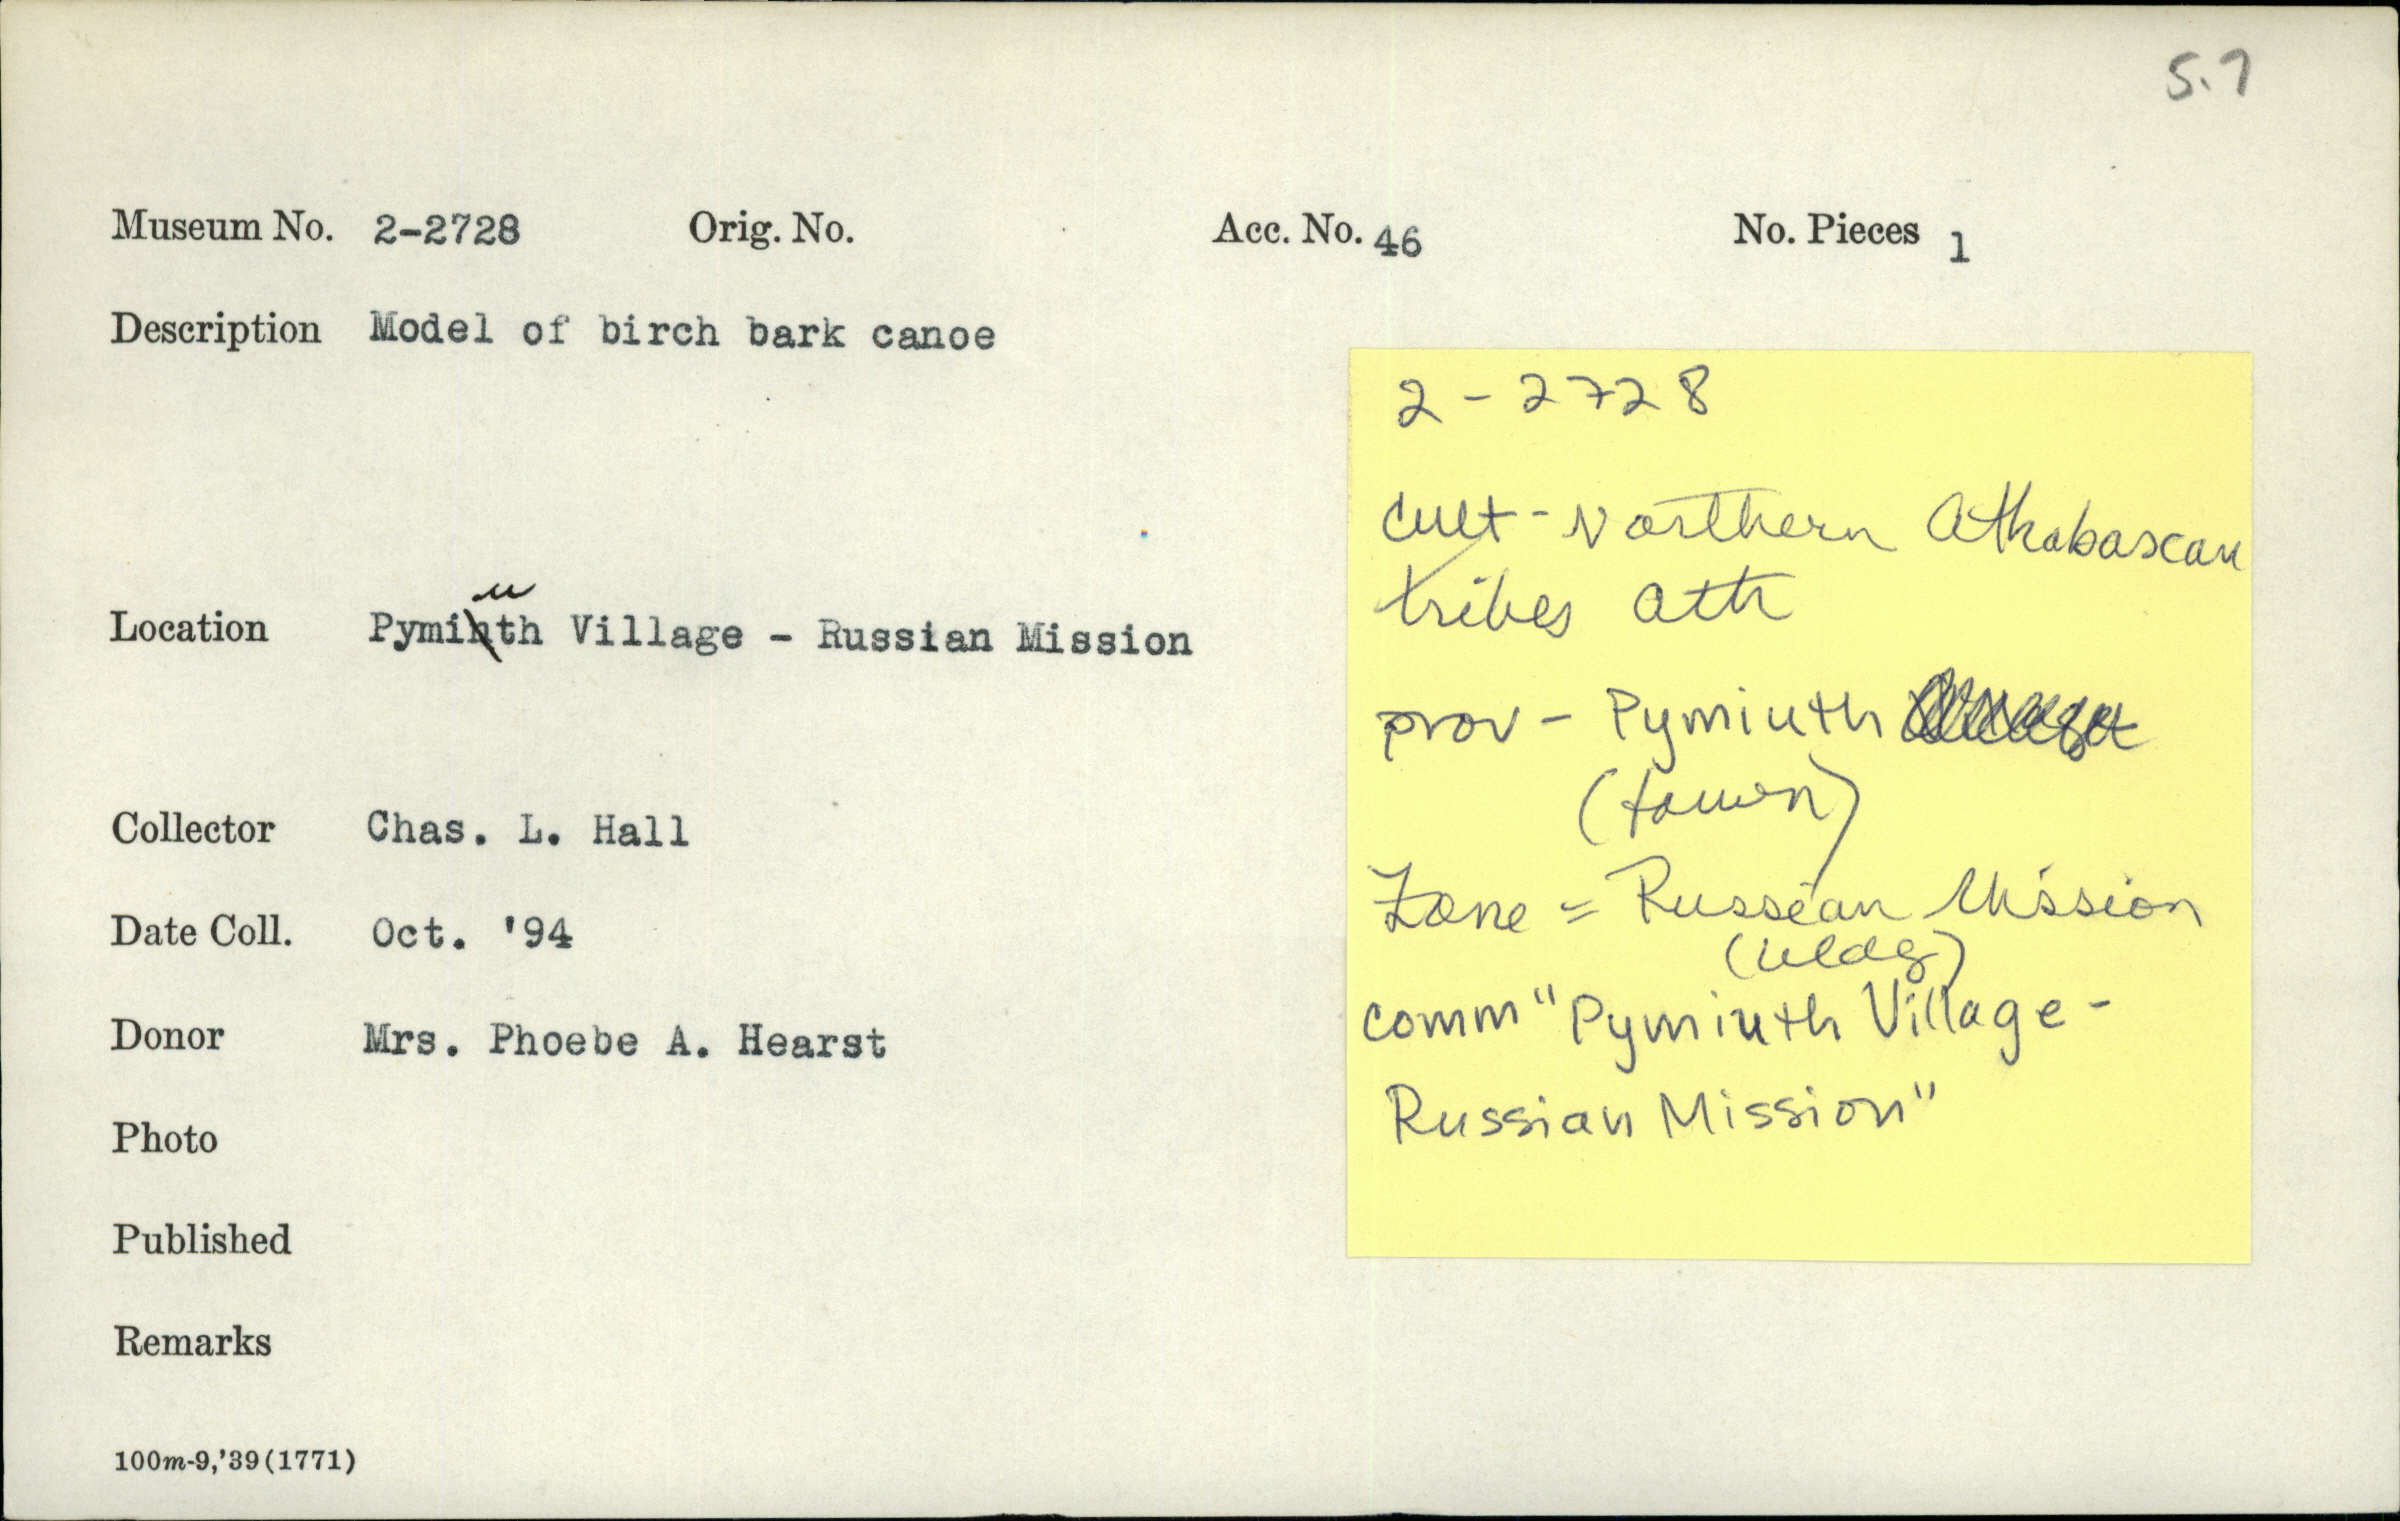 5.7
Museum No. 2-2728 Orig. No. Acc. No. 46 No. Pieces 1
Description Model of birch bark canoe
Location Pymiuth Village - Russian Mission
Collector Chas. L. Hall
Date Coll. Oct. '94
Donor Mrs. Phoebe A. Hearst
Photo
Published
Remarks
100m-9,'39(1771)
2-2728
cult - Northern Athabascan
tribes Ath
prov - Pymiuth
(town)
Zone = Russian Mission
comm "Pymiuth Village -
Russian Mission"